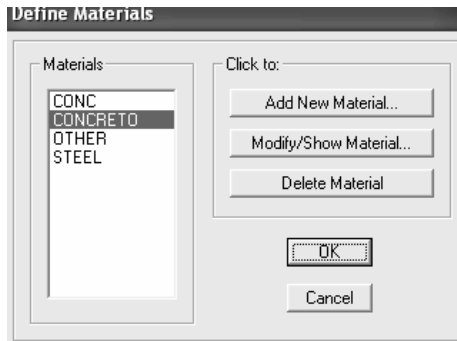 Define Materials
Materials
CONC
CONCRETO
OTHER
STEEL
Click to:
Add New Material...
Modify/Show Material...
Delete Material
OK
Cancel